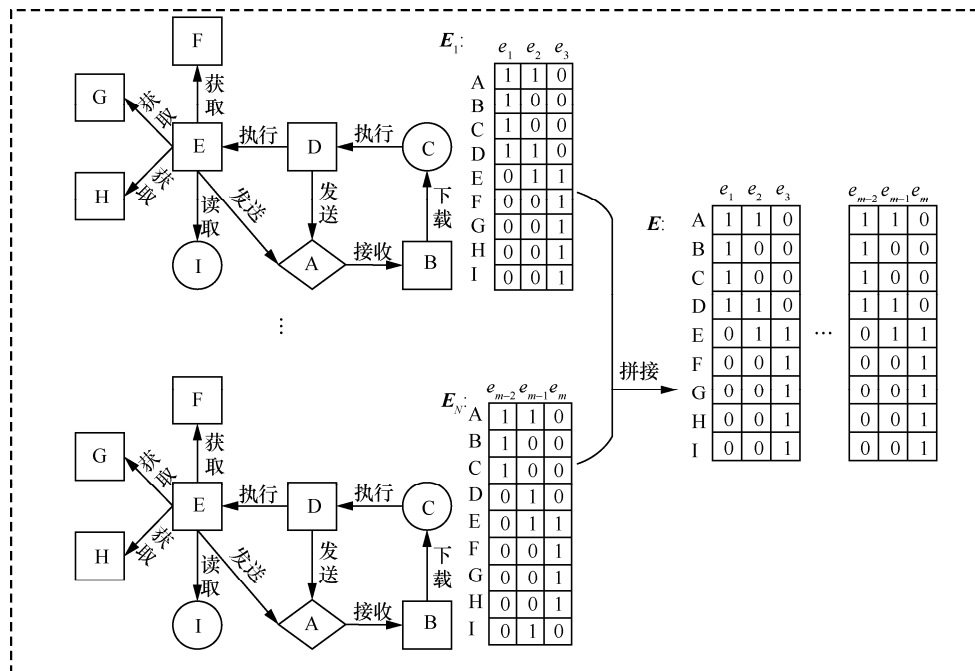 F
G
获取
获取
E
执行
D
执行
C
H
获取
读取
发送
发送
下载
I
A
接收
B
E₁:
e₁ e₂ e₃
A 1 1 0
B 1 0 0
C 1 0 0
D 1 1 0
E 0 1 1
F 0 0 1
G 0 0 1
H 0 0 1
I 0 0 1
⋮
F
G
获取
获取
E
执行
D
执行
C
H
获取
读取
发送
发送
下载
I
A
接收
B
E_N:
e_{m−2} e_{m−1} e_m
A 1 1 0
B 1 0 0
C 1 0 0
D 0 1 0
E 0 1 1
F 0 0 1
G 0 0 1
H 0 0 1
I 0 1 0
拼接
E:
e₁ e₂ e₃ e_{m−2} e_{m−1} e_m
A 1 1 0 1 1 0
B 1 0 0 1 0 0
C 1 0 0 1 0 0
D 1 1 0 1 1 0
E 0 1 1 … 0 1 1
F 0 0 1 0 0 1
G 0 0 1 0 0 1
H 0 0 1 0 0 1
I 0 0 1 0 0 1